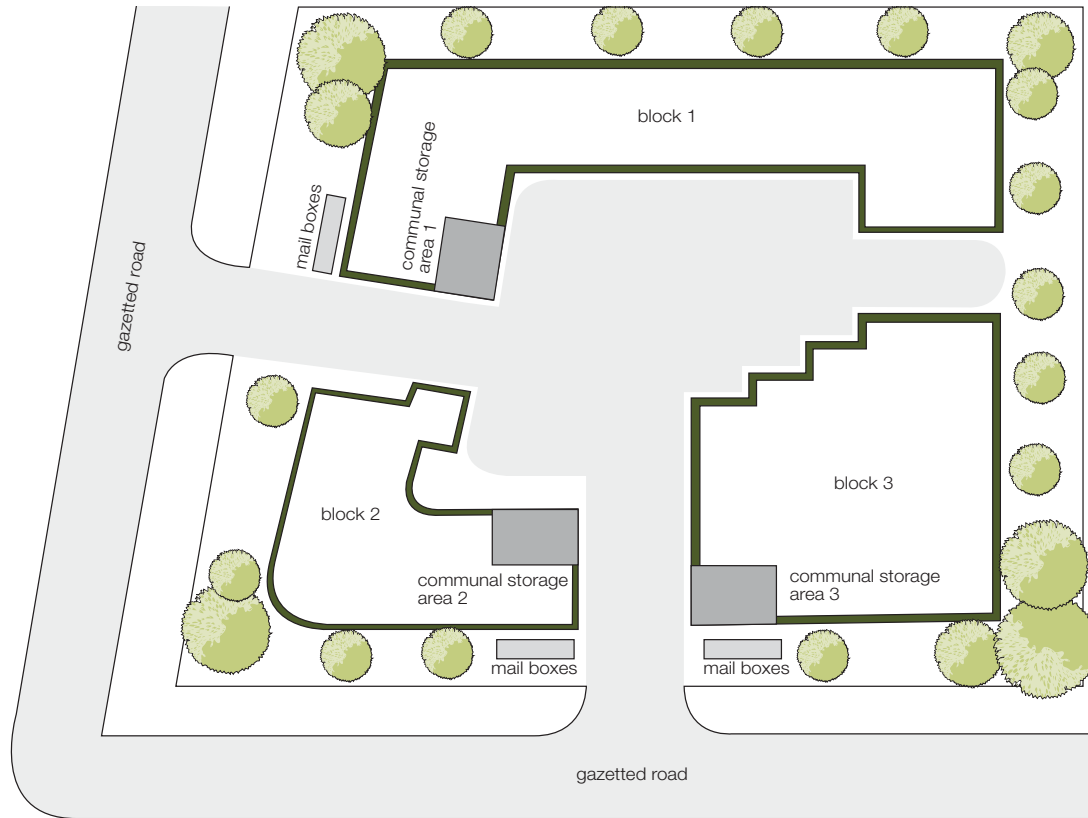 block 1
communal storage
area 1
mail boxes
gazetted road
block 2
block 3
communal storage
area 2
communal storage
area 3
mail boxes
mail boxes
gazetted road